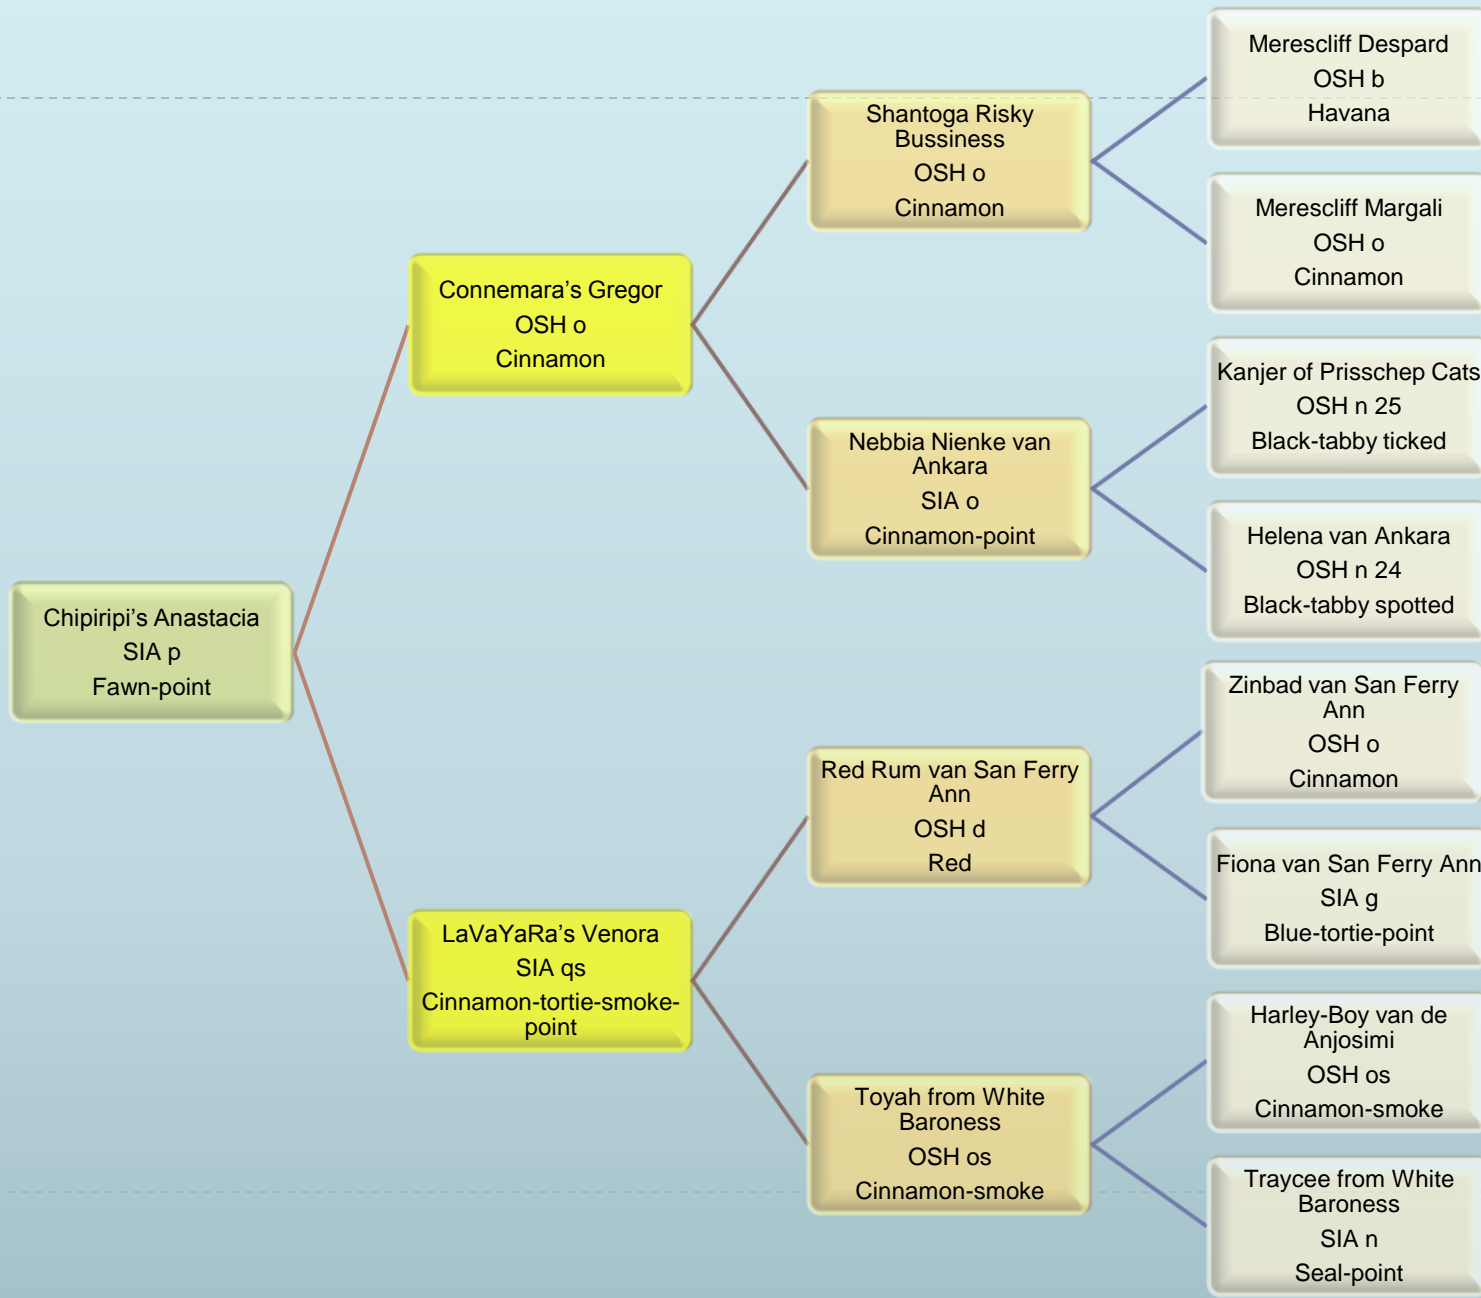 Chipiripi’s Anastacia
SIA p
Fawn-point
Connemara’s Gregor
OSH o
Cinnamon
LaVaYaRa’s Venora
SIA qs
Cinnamon-tortie-smoke-
point
Shantoga Risky
Bussiness
OSH o
Cinnamon
Nebbia Nienke van
Ankara
SIA o
Cinnamon-point
Red Rum van San Ferry
Ann
OSH d
Red
Toyah from White
Baroness
OSH os
Cinnamon-smoke
Merescliff Despard
OSH b
Havana
Merescliff Margali
OSH o
Cinnamon
Kanjer of Prisschep Cats
OSH n 25
Black-tabby ticked
Helena van Ankara
OSH n 24
Black-tabby spotted
Zinbad van San Ferry
Ann
OSH o
Cinnamon
Fiona van San Ferry Ann
SIA g
Blue-tortie-point
Harley-Boy van de
Anjosimi
OSH os
Cinnamon-smoke
Traycee from White
Baroness
SIA n
Seal-point